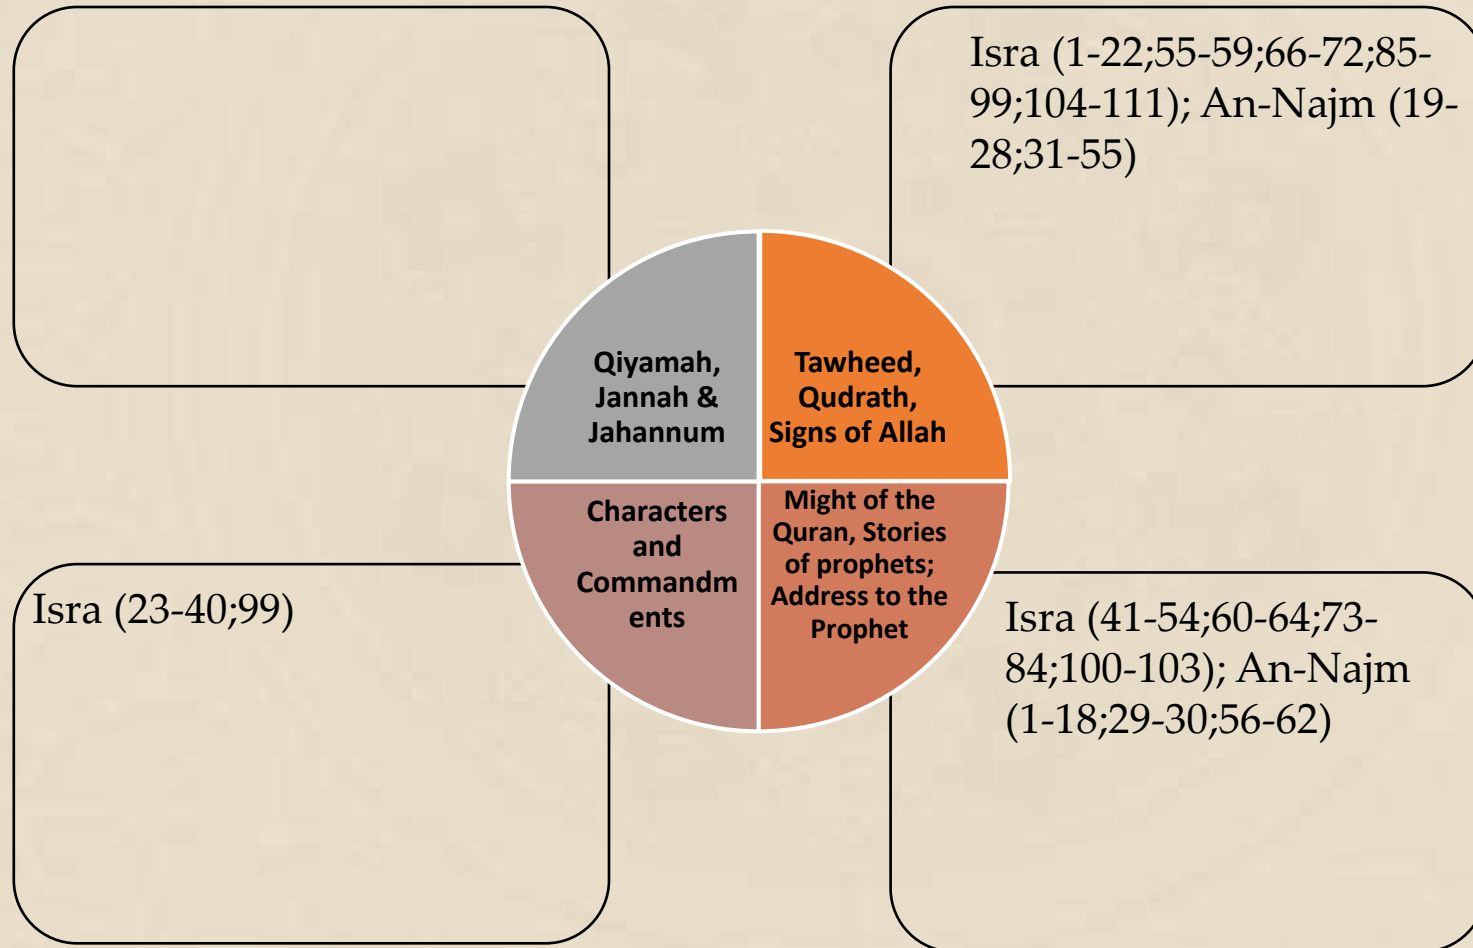 Isra (1-22;55-59;66-72;85-
99;104-111); An-Najm (19-
28;31-55)
Qiyamah,
Jannah &
Jahannum
Tawheed,
Qudrath,
Signs of Allah
Characters
and
Commandm
ents
Might of the
Quran, Stories
of prophets;
Address to the
Prophet
Isra (23-40;99)
Isra (41-54;60-64;73-
84;100-103); An-Najm
(1-18;29-30;56-62)